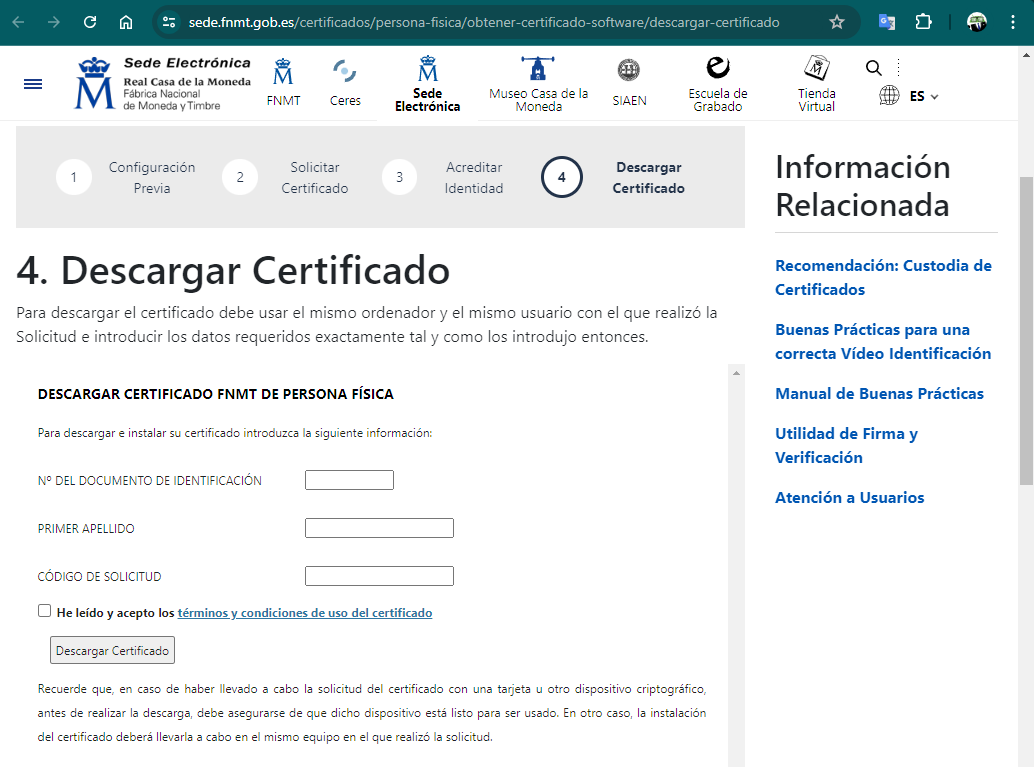 sede.fnmt.gob.es/certificados/persona-fisica/obtener-certificado-software/descargar-certificado
Sede Electrónica
Real Casa de la Moneda
Fábrica Nacional
de Moneda y Timbre
FNMT
Ceres
Sede
Electrónica
Museo Casa de la
Moneda
SIAEN
Escuela de
Grabado
Tienda
Virtual
ES
1
Configuración
Previa
2
Solicitar
Certificado
3
Acreditar
Identidad
4
Descargar
Certificado
4. Descargar Certificado
Para descargar el certificado debe usar el mismo ordenador y el mismo usuario con el que realizó la
Solicitud e introducir los datos requeridos exactamente tal y como los introdujo entonces.
DESCARGAR CERTIFICADO FNMT DE PERSONA FÍSICA
Para descargar e instalar su certificado introduzca la siguiente información:
Nº DEL DOCUMENTO DE IDENTIFICACIÓN
PRIMER APELLIDO
CÓDIGO DE SOLICITUD
He leído y acepto los términos y condiciones de uso del certificado
Descargar Certificado
Recuerde que, en caso de haber llevado a cabo la solicitud del certificado con una tarjeta u otro dispositivo criptográfico,
antes de realizar la descarga, debe asegurarse de que dicho dispositivo está listo para ser usado. En otro caso, la instalación
del certificado deberá llevarla a cabo en el mismo equipo en el que realizó la solicitud.
Información
Relacionada
Recomendación: Custodia de
Certificados
Buenas Prácticas para una
correcta Vídeo Identificación
Manual de Buenas Prácticas
Utilidad de Firma y
Verificación
Atención a Usuarios